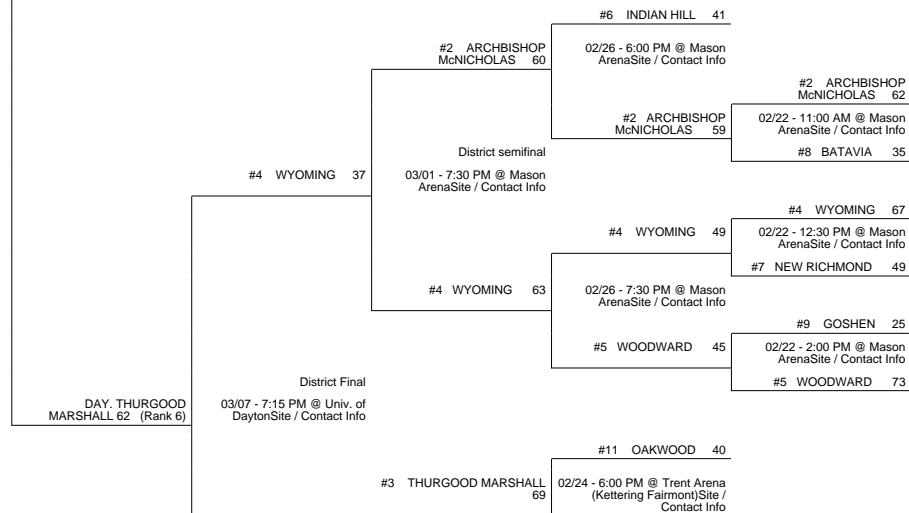 #6 INDIAN HILL 41
#2 ARCHBISHOP
McNICHOLAS 60
02/26 - 6:00 PM @ Mason
ArenaSite / Contact Info
#2 ARCHBISHOP
McNICHOLAS 62
#2 ARCHBISHOP
McNICHOLAS 59
02/22 - 11:00 AM @ Mason
ArenaSite / Contact Info
#8 BATAVIA 35
District semifinal
03/01 - 7:30 PM @ Mason
ArenaSite / Contact Info
#4 WYOMING 37
#4 WYOMING 67
#4 WYOMING 49
02/22 - 12:30 PM @ Mason
ArenaSite / Contact Info
#7 NEW RICHMOND 49
#4 WYOMING 63
02/26 - 7:30 PM @ Mason
ArenaSite / Contact Info
#9 GOSHEN 25
#5 WOODWARD 45
02/22 - 2:00 PM @ Mason
ArenaSite / Contact Info
#5 WOODWARD 73
District Final
03/07 - 7:15 PM @ Univ. of
DaytonSite / Contact Info
DAY. THURGOOD
MARSHALL 62 (Rank 6)
#11 OAKWOOD 40
#3 THURGOOD MARSHALL
69
02/24 - 6:00 PM @ Trent Arena
(Kettering Fairmont)Site /
Contact Info